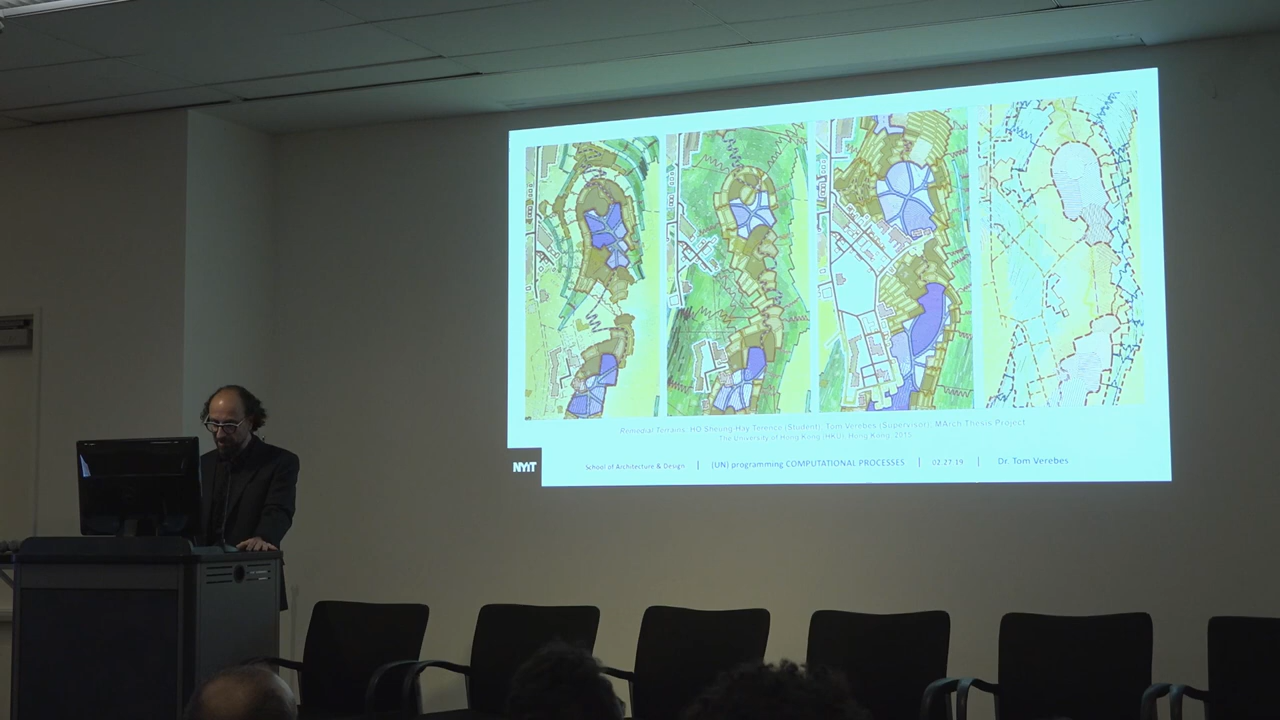 Remedial Terrains. HO Sheung-Hay Terence (Student). Tom Verebes (Supervisor). MArch Thesis Project.
The University of Hong Kong (HKU). Hong Kong, 2015
NYIT
School of Architecture & Design | [UN] programming COMPUTATIONAL PROCESSES | 02.27.19 | Dr. Tom Verebes